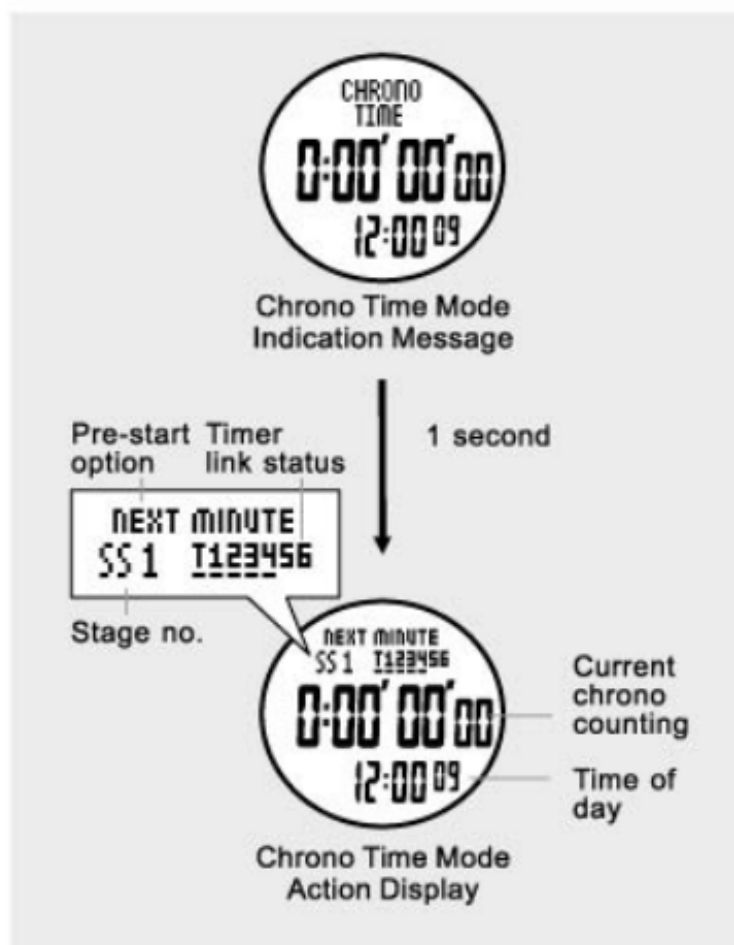 CHRONO
TIME
0:00'00'00
12:00 09
Chrono Time Mode
Indication Message
1 second
Pre-start Timer
option link status
NEXT MINUTE
SS 1 T123456
Stage no.
NEXT MINUTE
SS 1 T123456
0:00'00'00
12:00 09
Current
chrono
counting
Time of
day
Chrono Time Mode
Action Display